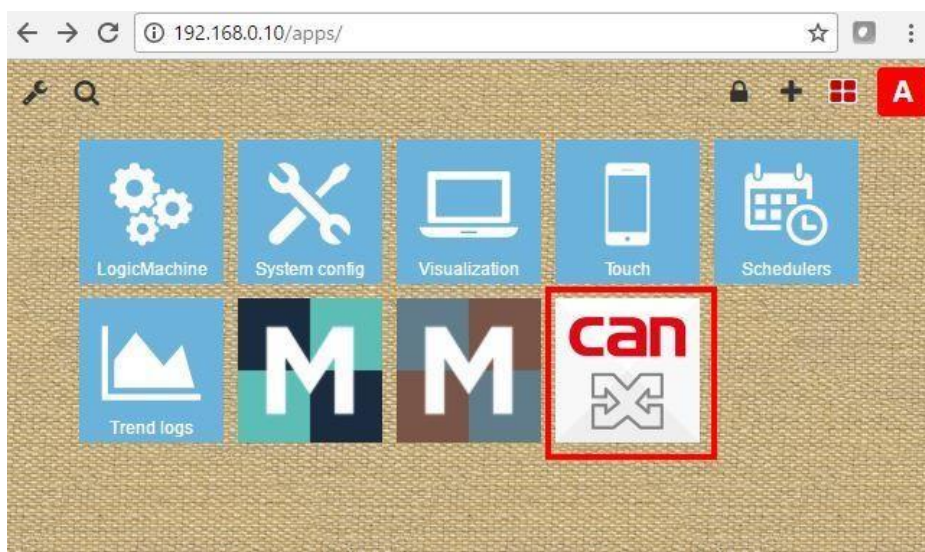 192.168.0.10/apps/
A
LogicMachine
System config
Visualization
Touch
Schedulers
Trend logs
M
M
can